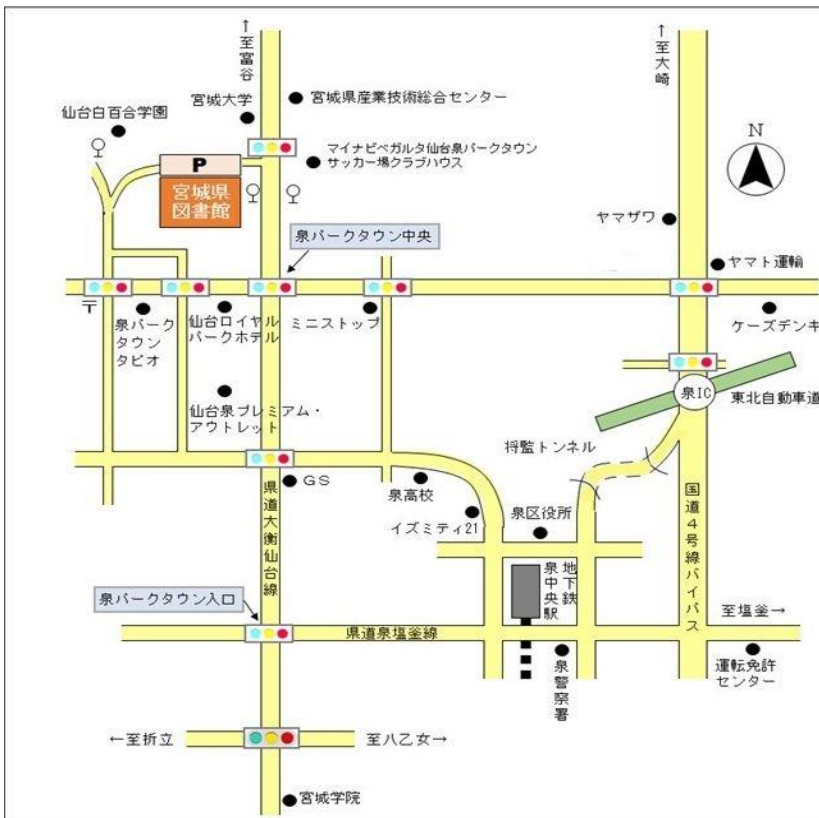 ↑至富谷
↑至大崎
宮城県産業技術総合センター
宮城大学
仙台白百合学園
マイナビベガルタ仙台泉パークタウン
サッカー場クラブハウス
N
P
宮城県
図書館
ヤマザワ
泉パークタウン中央
ヤマト運輸
〒
泉パーク
タウン
タピオ
仙台ロイヤル
パークホテル
ミニストップ
ケーズデンキ
泉IC
東北自動車道
仙台泉プレミアム・
アウトレット
将監トンネル
GS
泉高校
イズミティ21
泉区役所
県道大衡仙台線
国道4号線バイパス
地下鉄
泉中央駅
泉パークタウン入口
至塩釜→
県道泉塩釜線
泉警察署
運転免許
センター
←至折立
至八乙女→
宮城学院